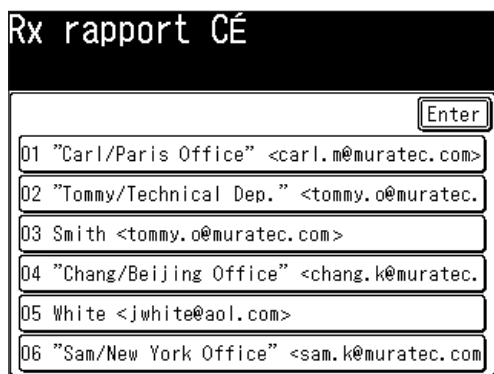 Rx rapport CÉ
Enter
01 "Carl/Paris Office" <carl.m@muratec.com>
02 "Tommy/Technical Dep." <tommy.o@muratec.
03 Smith <tommy.o@muratec.com>
04 "Chang/Beijing Office" <chang.k@muratec.
05 White <jwhite@aol.com>
06 "Sam/New York Office" <sam.k@muratec.com